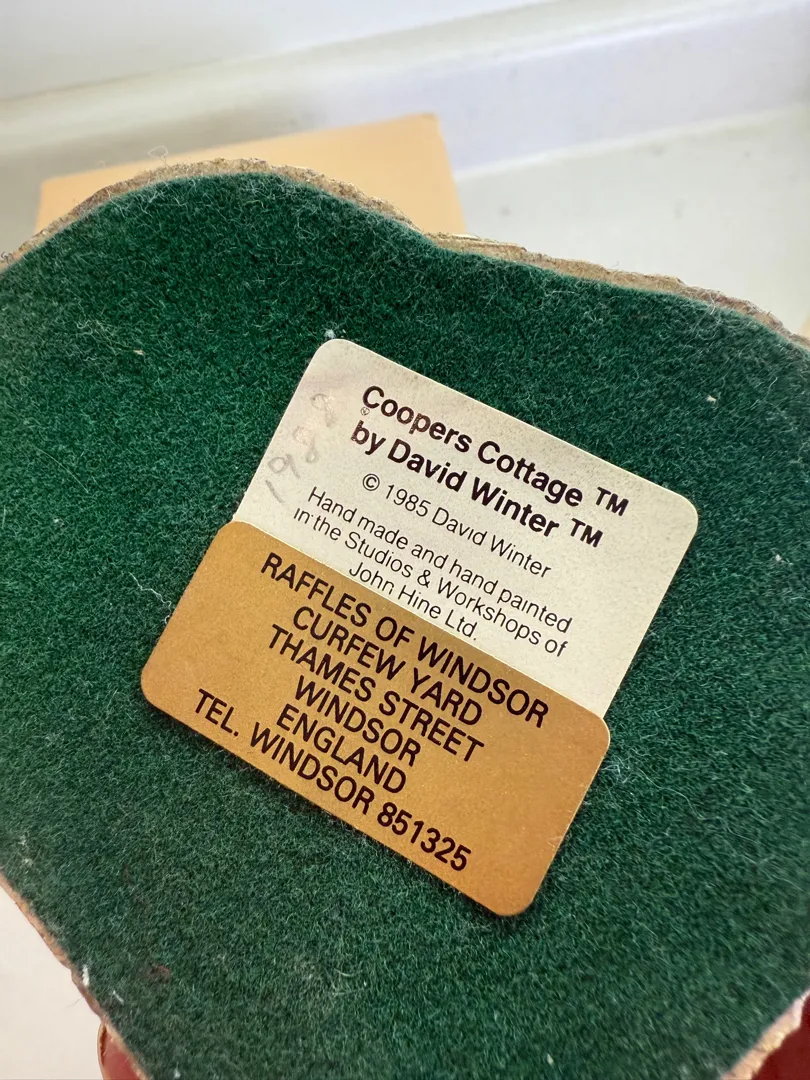 1988
Coopers Cottage ™
by David Winter ™
© 1985 David Winter
Hand made and hand painted
in the Studios & Workshops of
John Hine Ltd.
RAFFLES OF WINDSOR
CURFEW YARD
THAMES STREET
WINDSOR
ENGLAND
TEL. WINDSOR 851325